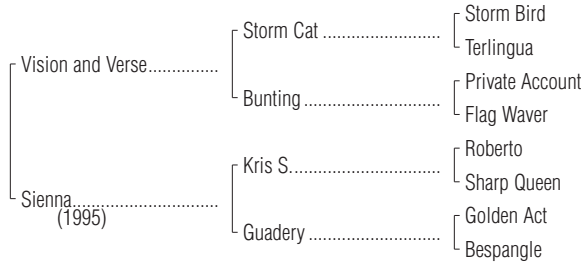 Storm Bird
Storm Cat ......................
Terlingua
Vision and Verse...............
Private Account
Bunting .........................
Flag Waver
Roberto
Kris S............................
Sharp Queen
Sienna................................
(1995)
Golden Act
Guadery ........................
Bespangle